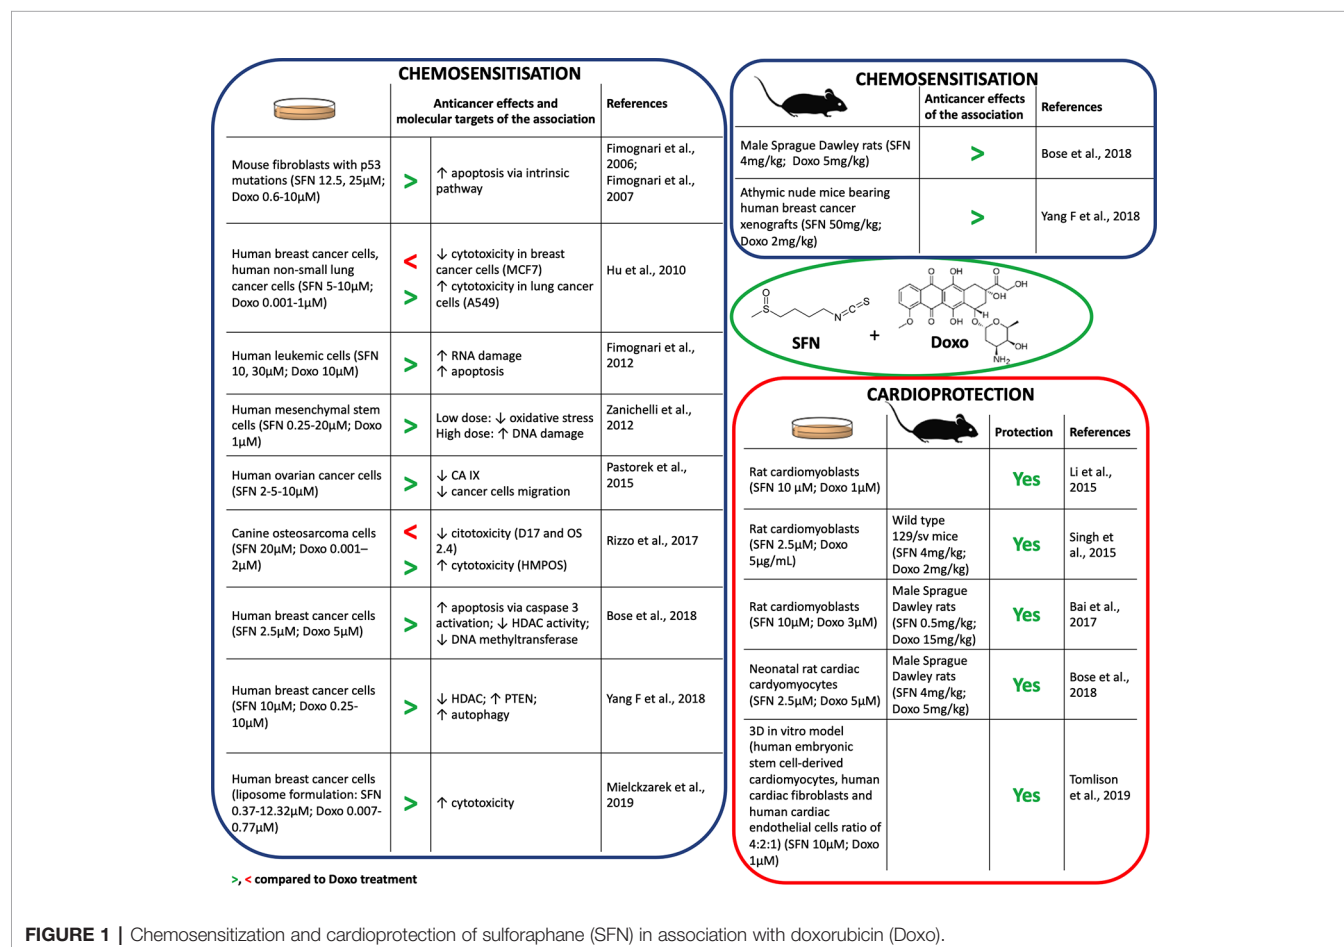 CHEMOSENSITISATION
Anticancer effects and
molecular targets of the association
References
Mouse fibroblasts with p53
mutations (SFN 12.5, 25µM;
Doxo 0.6-10µM)
>
↑ apoptosis via intrinsic
pathway
Fimognari et al.,
2006;
Fimognari et al.,
2007
Human breast cancer cells,
human non-small lung
cancer cells (SFN 5-10µM;
Doxo 0.001-1µM)
<
>
↓ cytotoxicity in breast
cancer cells (MCF7)
↑ cytotoxicity in lung cancer
cells (A549)
Hu et al., 2010
Human leukemic cells (SFN
10, 30µM; Doxo 10µM)
>
↑ RNA damage
↑ apoptosis
Fimognari et al.,
2012
Human mesenchymal stem
cells (SFN 0.25-20µM; Doxo
1µM)
>
Low dose: ↓ oxidative stress
High dose: ↑ DNA damage
Zanichelli et al.,
2012
Human ovarian cancer cells
(SFN 2-5-10µM)
>
↓ CA IX
↓ cancer cells migration
Pastorek et al.,
2015
Canine osteosarcoma cells
(SFN 20µM; Doxo 0.001–
2µM)
<
>
↓ citotoxicity (D17 and OS
2.4)
↑ cytotoxicity (HMPOS)
Rizzo et al., 2017
Human breast cancer cells
(SFN 2.5µM; Doxo 5µM)
>
↑ apoptosis via caspase 3
activation; ↓ HDAC activity;
↓ DNA methyltransferase
Bose et al., 2018
Human breast cancer cells
(SFN 10µM; Doxo 0.25-
10µM)
>
↓ HDAC; ↑ PTEN;
↑ autophagy
Yang F et al., 2018
Human breast cancer cells
(liposome formulation: SFN
0.37-12.32µM; Doxo 0.007-
0.77µM)
>
↑ cytotoxicity
Mielckzarek et al.,
2019
>, < compared to Doxo treatment
CHEMOSENSITISATION
Anticancer effects
of the association
References
Male Sprague Dawley rats (SFN
4mg/kg; Doxo 5mg/kg)
>
Bose et al., 2018
Athymic nude mice bearing
human breast cancer
xenografts (SFN 50mg/kg;
Doxo 2mg/kg)
>
Yang F et al., 2018
O
S
N
C
S
SFN
+
O
OH
O
OH
OH
O
O
OH
O
H
O
OH
NH2
Doxo
CARDIOPROTECTION
Protection
References
Rat cardiomyoblasts
(SFN 10 µM; Doxo 1µM)
Yes
Li et al.,
2015
Rat cardiomyoblasts
(SFN 2.5µM; Doxo
5µg/mL)
Wild type
129/sv mice
(SFN 4mg/kg;
Doxo 2mg/kg)
Yes
Singh et
al., 2015
Rat cardiomyoblasts
(SFN 10µM; Doxo 3µM)
Male Sprague
Dawley rats
(SFN 0.5mg/kg;
Doxo 15mg/kg)
Yes
Bai et al.,
2017
Neonatal rat cardiac
cardyomyocytes
(SFN 2.5µM; Doxo 5µM)
Male Sprague
Dawley rats
(SFN 4mg/kg;
Doxo 5mg/kg)
Yes
Bose et al.,
2018
3D in vitro model
(human embryonic
stem cell-derived
cardiomyocytes, human
cardiac fibroblasts and
human cardiac
endothelial cells ratio of
4:2:1) (SFN 10µM; Doxo
1µM)
Yes
Tomlison
et al., 2019
FIGURE 1 | Chemosensitization and cardioprotection of sulforaphane (SFN) in association with doxorubicin (Doxo).